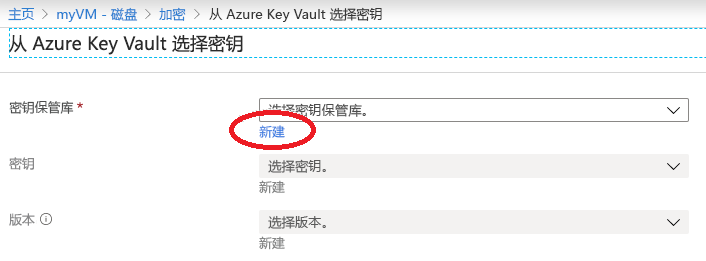 主页 > myVM - 磁盘 > 加密 > 从 Azure Key Vault 选择密钥
从 Azure Key Vault 选择密钥
密钥保管库 * 选择密钥保管库。
新建
密钥 选择密钥。
新建
版本 选择版本。
新建